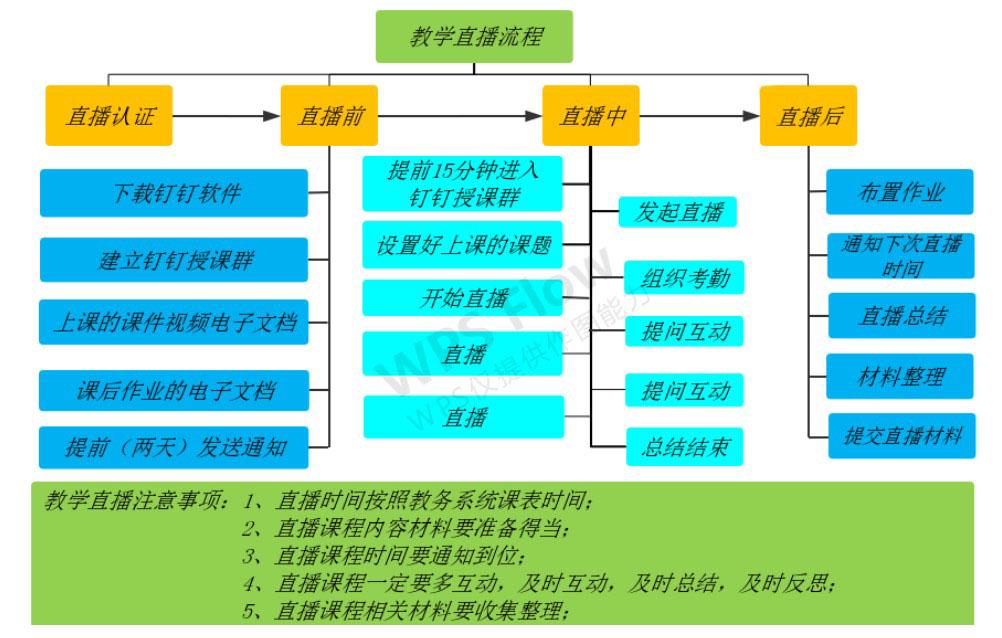 教学直播流程
直播认证
直播前
直播中
直播后
下载钉钉软件
建立钉钉授课群
上课的课件视频电子文档
课后作业的电子文档
提前（两天）发送通知
提前15分钟进入
钉钉授课群
设置好上课的课题
开始直播
直播
直播
发起直播
组织考勤
提问互动
提问互动
总结结束
布置作业
通知下次直播
时间
直播总结
材料整理
提交直播材料
WPS Flow
WPS仅提供作图能力
教学直播注意事项：1、直播时间按照教务系统课表时间；
2、直播课程内容材料要准备得当；
3、直播课程时间要通知到位；
4、直播课程一定要多互动，及时互动，及时总结，及时反思；
5、直播课程相关材料要收集整理；